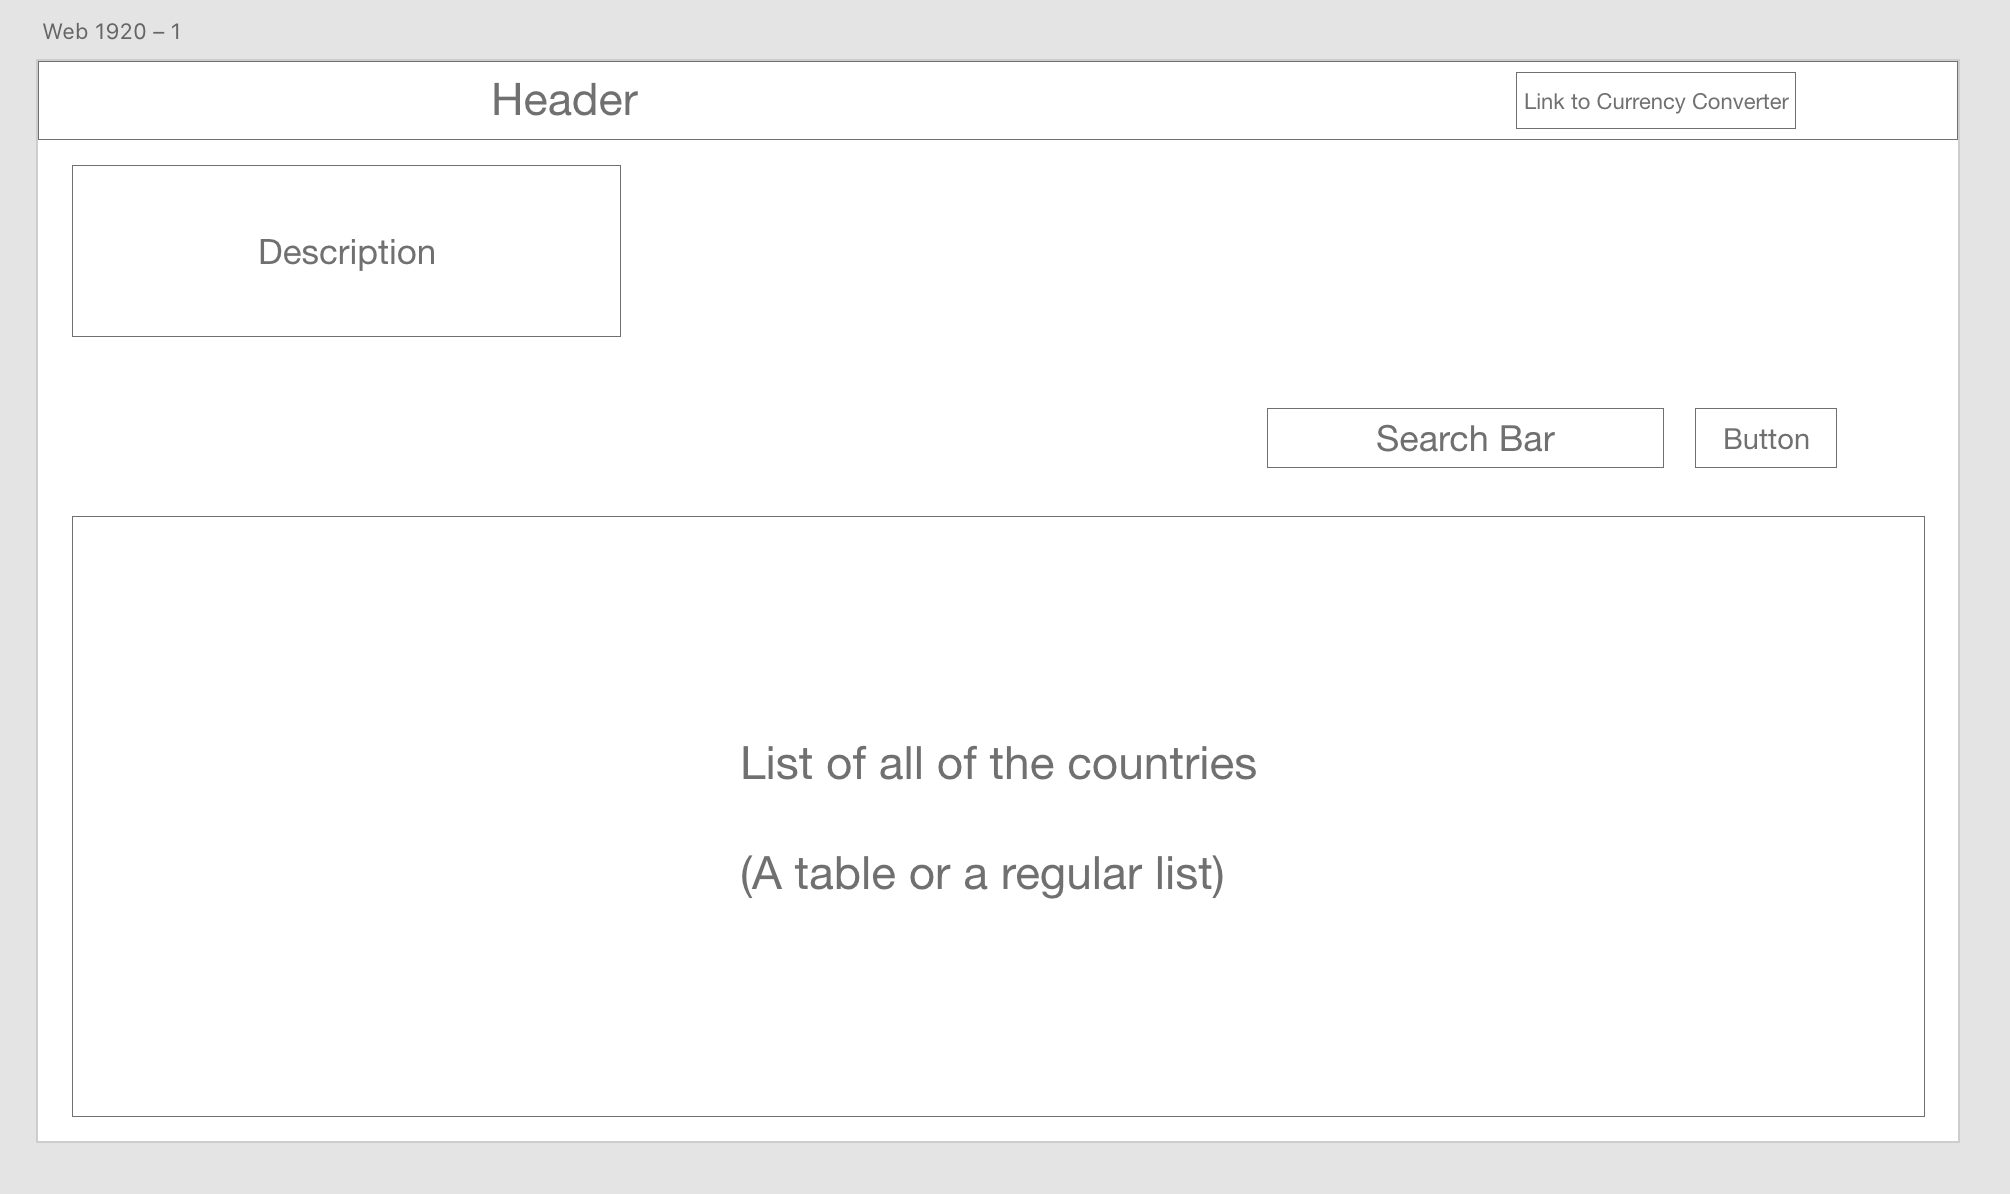 Web 1920 – 1
Header
Link to Currency Converter
Description
Search Bar
Button
List of all of the countries
(A table or a regular list)